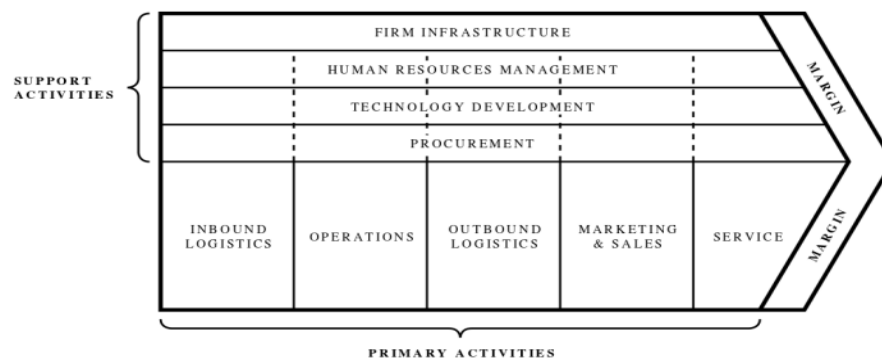 FIRM INFRASTRUCTURE
HUMAN RESOURCES MANAGEMENT
TECHNOLOGY DEVELOPMENT
PROCUREMENT
SUPPORT
ACTIVITIES
INBOUND
LOGISTICS
OPERATIONS
OUTBOUND
LOGISTICS
MARKETING
& SALES
SERVICE
MARGIN
MARGIN
PRIMARY ACTIVITIES